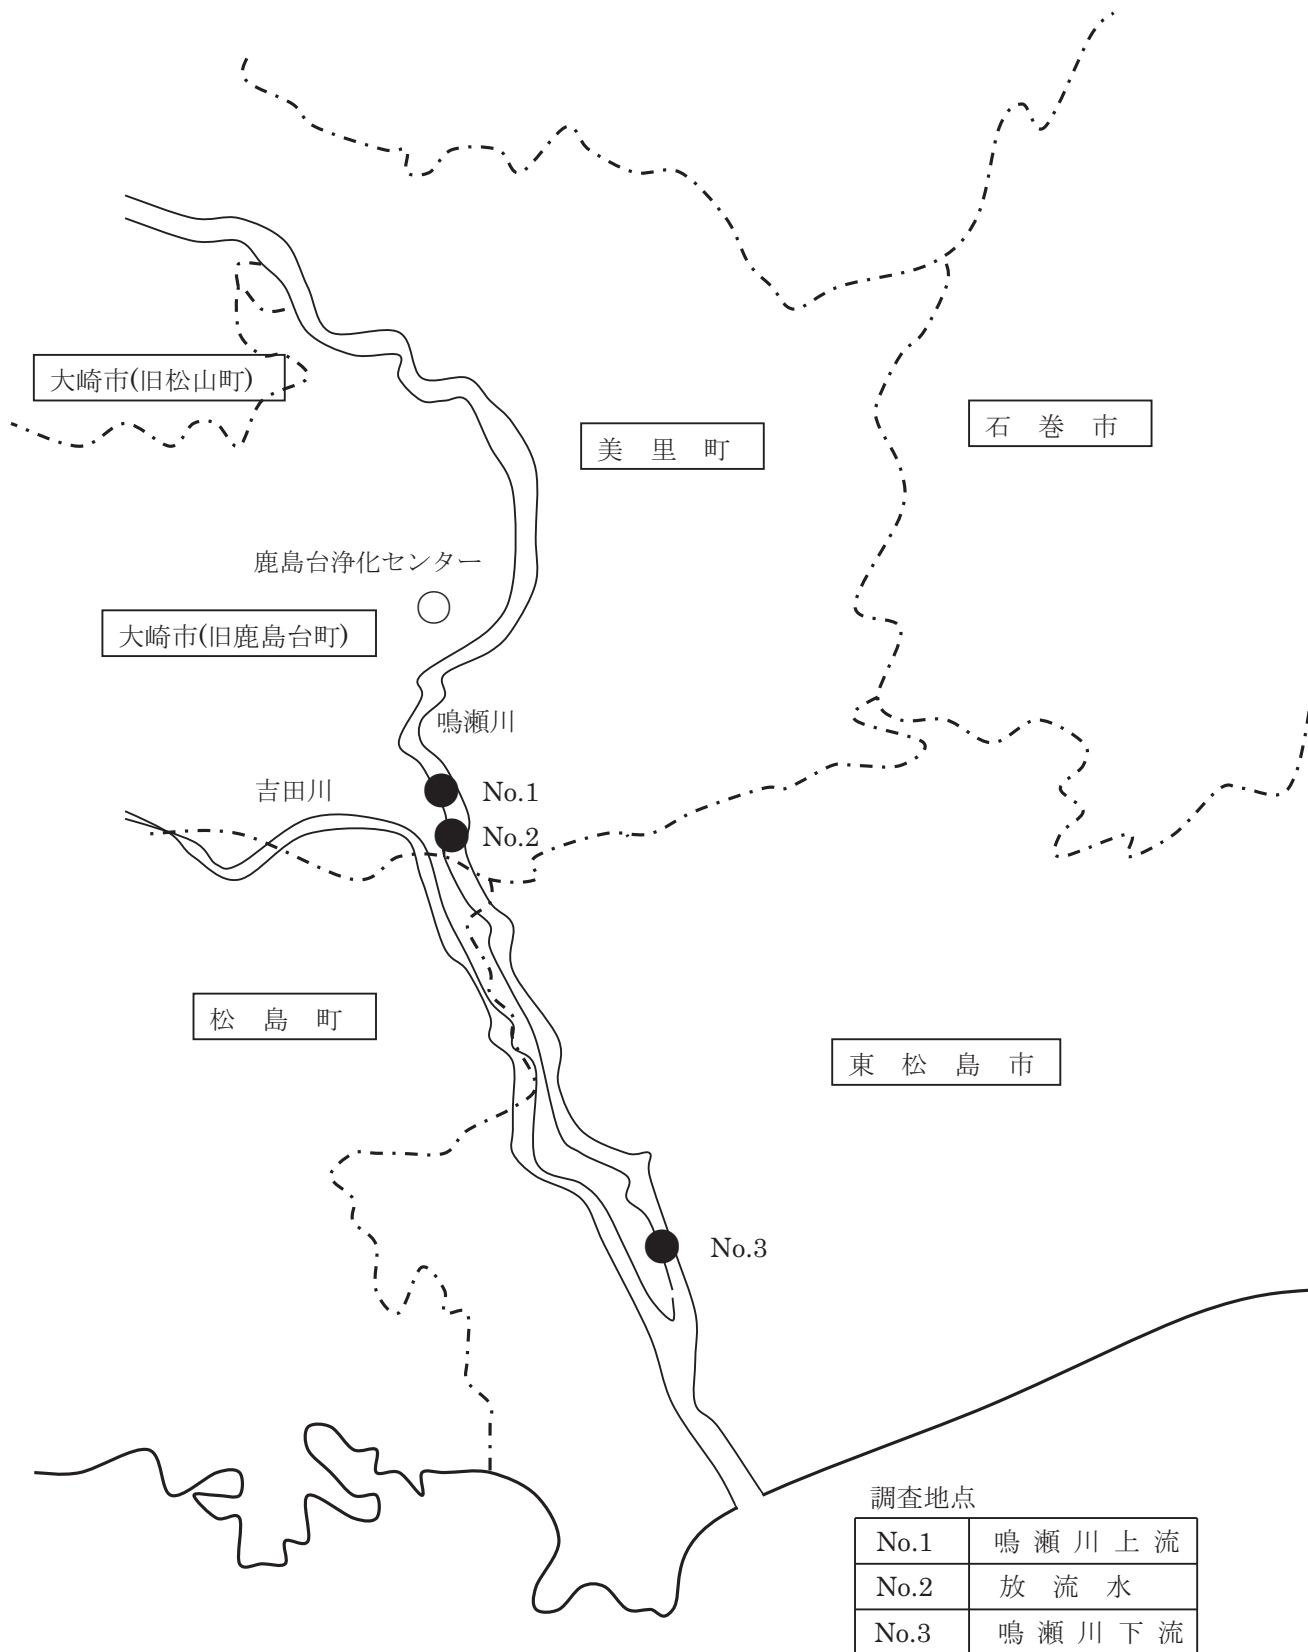 大崎市(旧松山町)
石巻市
美里町
鹿島台浄化センター
大崎市(旧鹿島台町)
鳴瀬川
吉田川
No.1
No.2
松島町
東松島市
No.3
調査地点
No.1 鳴瀬川上流
No.2 放流水
No.3 鳴瀬川下流